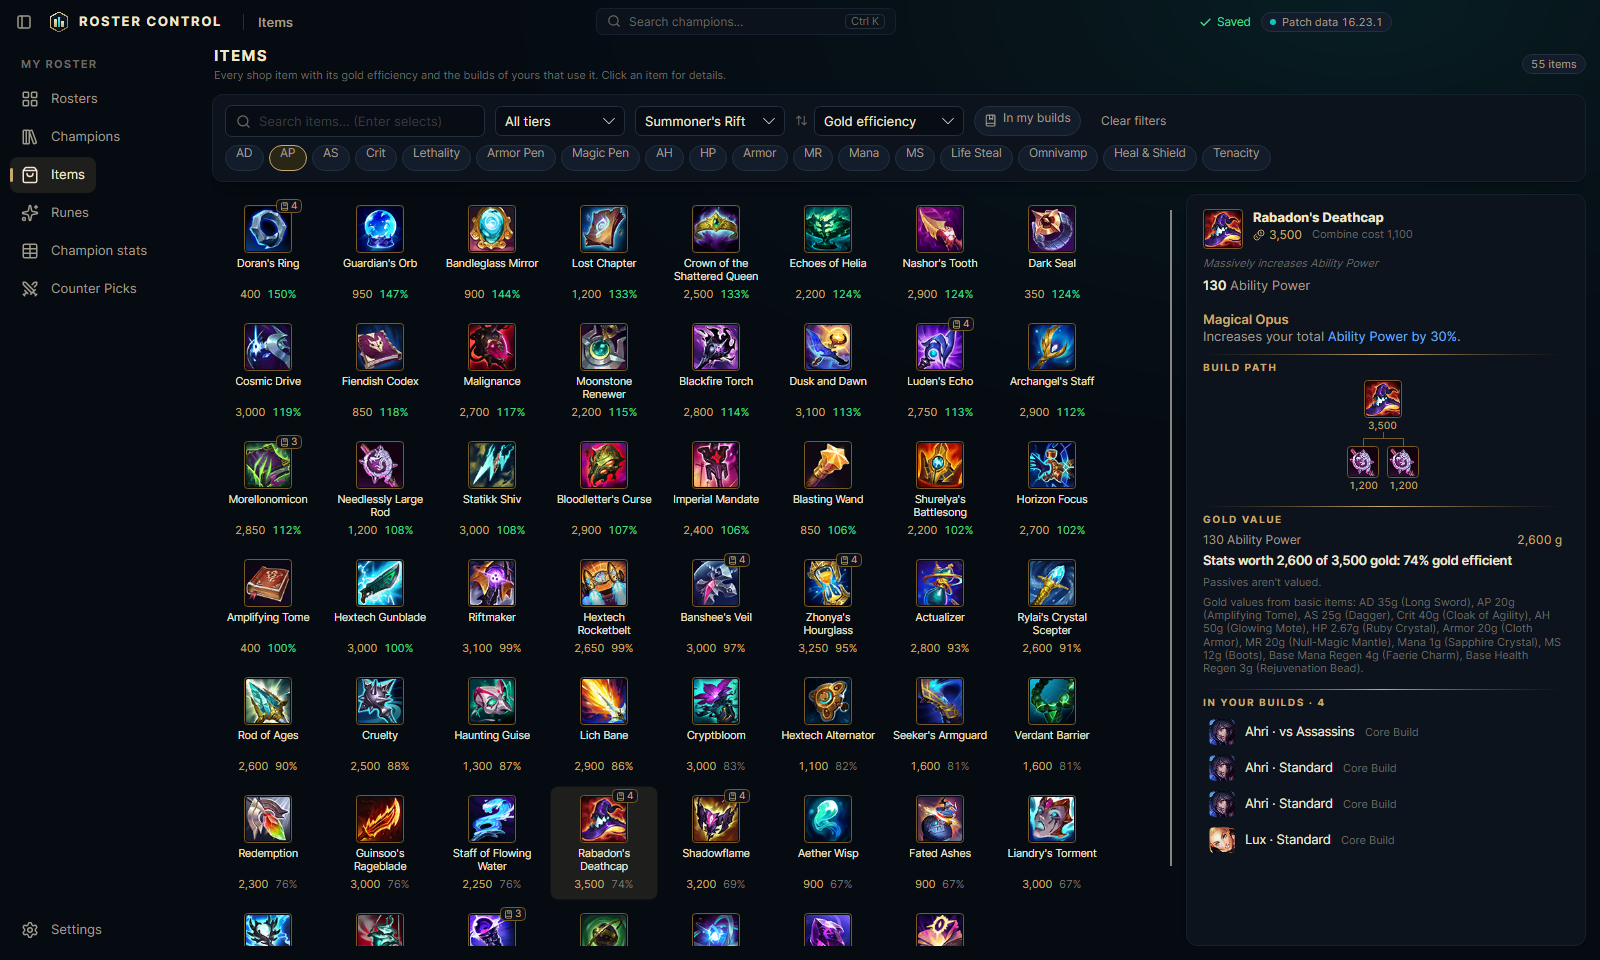 ROSTER CONTROL
Items
Search champions...
Ctrl K
Saved
Patch data 16.23.1
MY ROSTER
Rosters
Champions
Items
Runes
Champion stats
Counter Picks
Settings
ITEMS
Every shop item with its gold efficiency and the builds of yours that use it. Click an item for details.
55 items
Search items... (Enter selects)
All tiers
Summoner's Rift
Gold efficiency
In my builds
Clear filters
AD
AP
AS
Crit
Lethality
Armor Pen
Magic Pen
AH
HP
Armor
MR
Mana
MS
Life Steal
Omnivamp
Heal & Shield
Tenacity
4
Doran's Ring
400 150%
Guardian's Orb
950 147%
Bandleglass Mirror
900 144%
Lost Chapter
1,200 133%
Crown of the
Shattered Queen
2,500 133%
Echoes of Helia
2,200 124%
Nashor's Tooth
2,900 124%
Dark Seal
350 124%
Cosmic Drive
3,000 119%
Fiendish Codex
850 118%
Malignance
2,700 117%
Moonstone
Renewer
2,200 115%
Blackfire Torch
2,800 114%
Dusk and Dawn
3,100 113%
4
Luden's Echo
2,750 113%
Archangel's Staff
2,900 112%
3
Morellonomicon
2,850 112%
Needlessly Large
Rod
1,200 108%
Statikk Shiv
3,000 108%
Bloodletter's Curse
2,900 107%
Imperial Mandate
2,400 106%
Blasting Wand
850 106%
Shurelya's
Battlesong
2,200 102%
Horizon Focus
2,700 102%
Amplifying Tome
400 100%
Hextech Gunblade
3,000 100%
Riftmaker
3,100 99%
Hextech
Rocketbelt
2,650 99%
4
Banshee's Veil
3,000 97%
4
Zhonya's
Hourglass
3,250 95%
Actualizer
2,800 93%
Rylai's Crystal
Scepter
2,600 91%
Rod of Ages
2,600 90%
Cruelty
2,500 88%
Haunting Guise
1,300 87%
Lich Bane
2,900 86%
Cryptbloom
3,000 83%
Hextech Alternator
1,100 82%
Seeker's Armguard
1,600 81%
Verdant Barrier
1,600 81%
Redemption
2,300 76%
Guinsoo's
Rageblade
3,000 76%
Staff of Flowing
Water
2,250 76%
4
Rabadon's
Deathcap
3,500 74%
4
Shadowflame
3,200 69%
Aether Wisp
900 67%
Fated Ashes
900 67%
Liandry's Torment
3,000 67%
3
Rabadon's Deathcap
3,500 Combine cost 1,100
Massively increases Ability Power
130 Ability Power
Magical Opus
Increases your total Ability Power by 30%.
BUILD PATH
3,500
1,200 1,200
GOLD VALUE
130 Ability Power 2,600 g
Stats worth 2,600 of 3,500 gold: 74% gold efficient
Passives aren't valued.
Gold values from basic items: AD 35g (Long Sword), AP 20g
(Amplifying Tome), AS 25g (Dagger), Crit 40g (Cloak of Agility), AH
50g (Glowing Mote), HP 2.67g (Ruby Crystal), Armor 20g (Cloth
Armor), MR 20g (Null-Magic Mantle), Mana 1g (Sapphire Crystal), MS
12g (Boots), Base Mana Regen 4g (Faerie Charm), Base Health
Regen 3g (Rejuvenation Bead).
IN YOUR BUILDS · 4
Ahri · vs Assassins Core Build
Ahri · Standard Core Build
Ahri · Standard Core Build
Lux · Standard Core Build